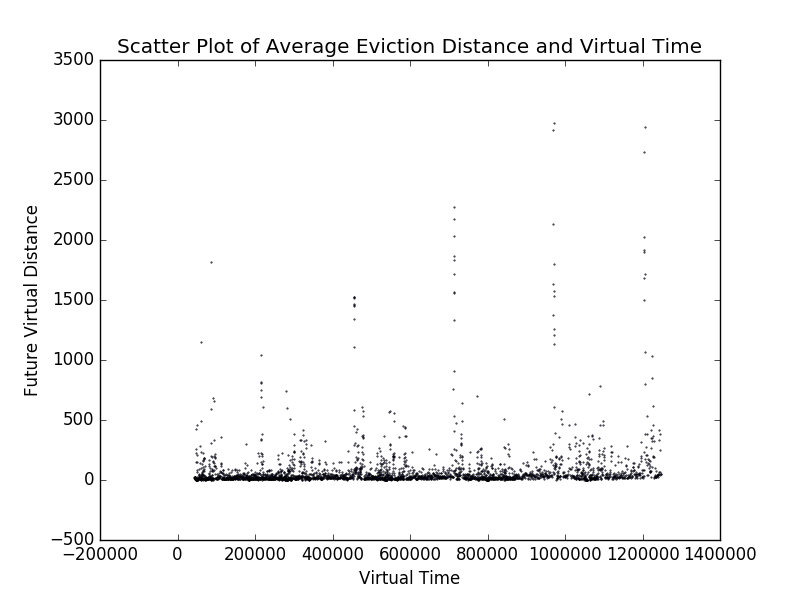 Scatter Plot of Average Eviction Distance and Virtual Time
3500
3000
2500
2000
1500
1000
500
0
−500
Future Virtual Distance
−200000 0 200000 400000 600000 800000 1000000 1200000 1400000
Virtual Time